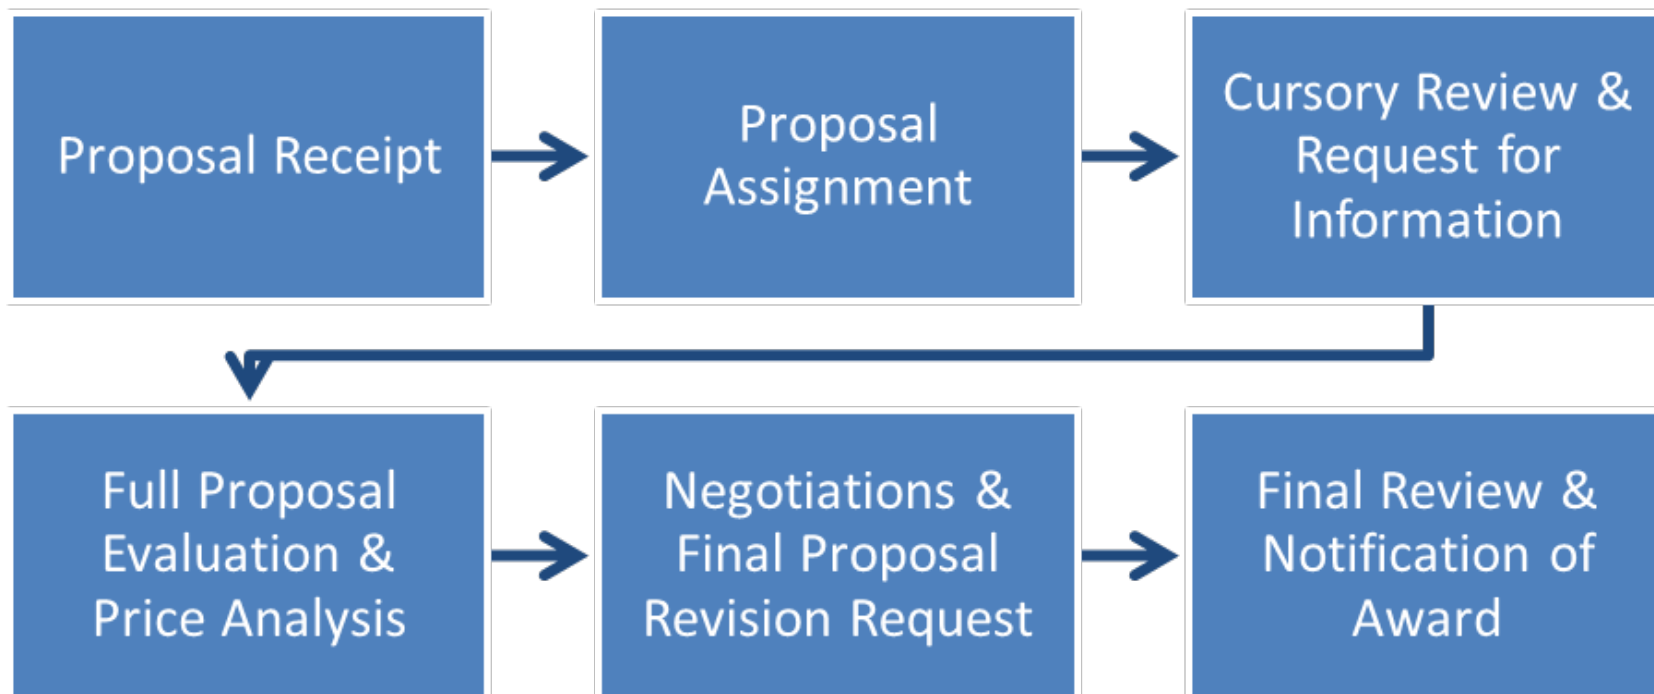 Proposal Receipt
Proposal
Assignment
Cursory Review &
Request for
Information
Full Proposal
Evaluation &
Price Analysis
Negotiations &
Final Proposal
Revision Request
Final Review &
Notification of
Award